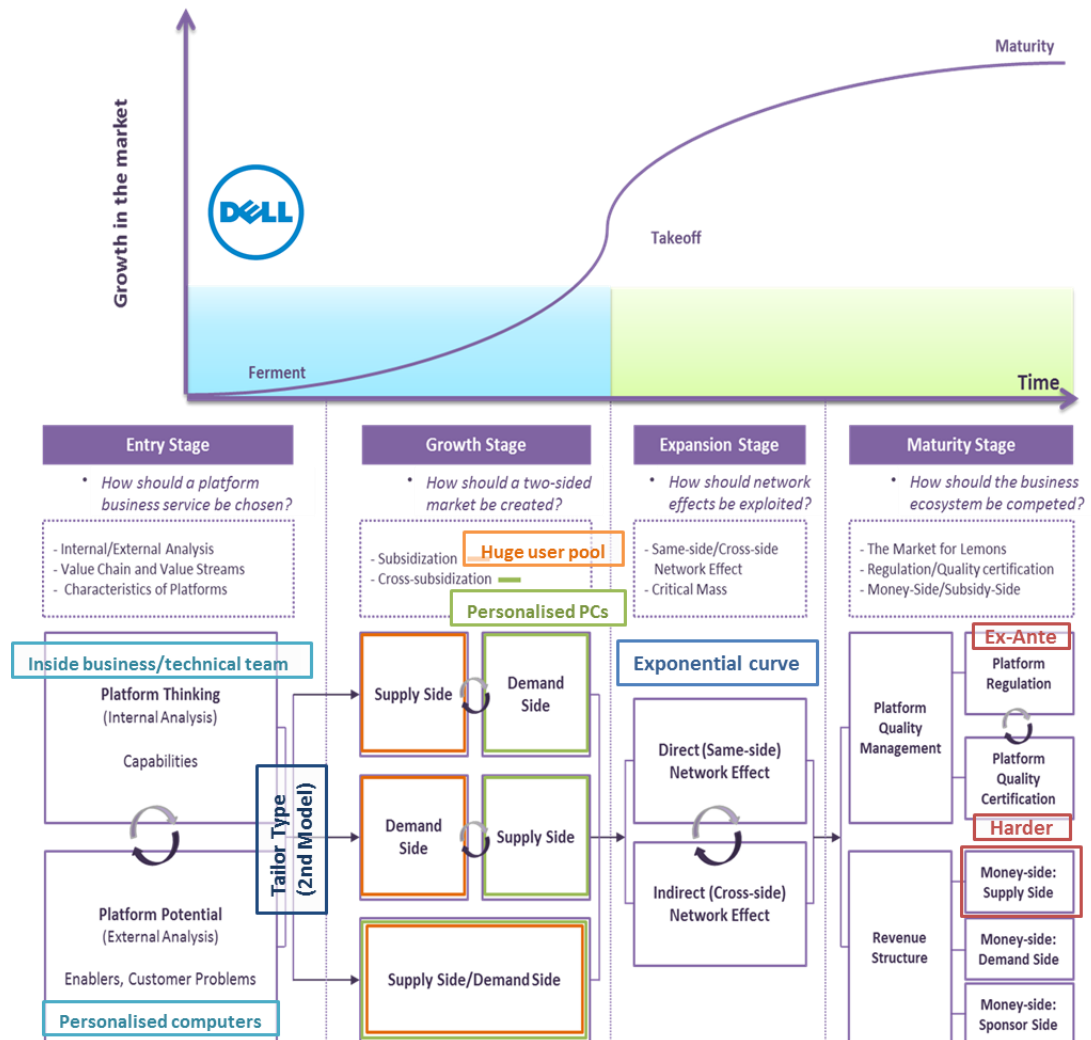 Growth in the market
DELL
Maturity
Takeoff
Ferment
Time
Entry Stage
• How should a platform
business service be chosen?
- Internal/External Analysis
- Value Chain and Value Streams
- Characteristics of Platforms
Inside business/technical team
Platform Thinking
(Internal Analysis)
Capabilities
Platform Potential
(External Analysis)
Enablers, Customer Problems
Personalised computers
Tailor Type
(2nd Model)
Growth Stage
• How should a two-sided
market be created?
- Subsidization
- Cross-subsidization
Huge user pool
Personalised PCs
Supply Side
Demand
Side
Demand
Side
Supply Side
Supply Side/Demand Side
Expansion Stage
• How should network
effects be exploited?
- Same-side/Cross-side
Network Effect
- Critical Mass
Exponential curve
Direct (Same-side)
Network Effect
Indirect (Cross-side)
Network Effect
Maturity Stage
• How should the business
ecosystem be competed?
- The Market for Lemons
- Regulation/Quality certification
- Money-Side/Subsidy-Side
Platform
Quality
Management
Ex-Ante
Platform
Regulation
Platform
Quality
Certification
Harder
Revenue
Structure
Money-side:
Supply Side
Money-side:
Demand Side
Money-side:
Sponsor Side